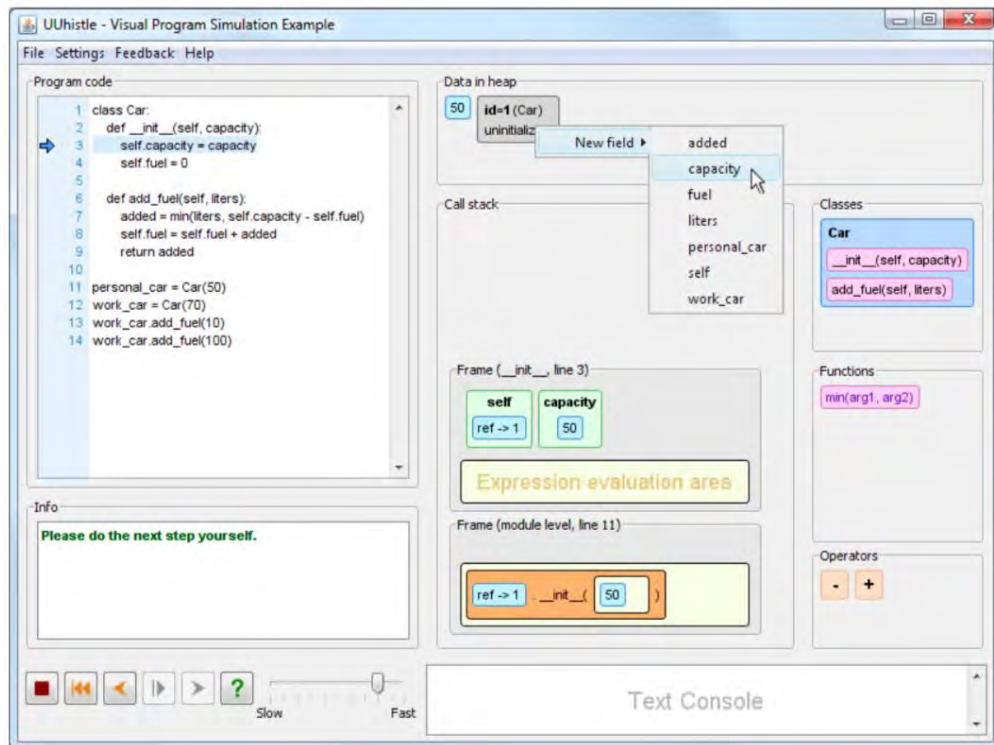 UUhistle - Visual Program Simulation Example
File Settings Feedback Help
Program code
1 class Car:
2 def __init__(self, capacity):
3 self.capacity = capacity
4 self.fuel = 0
5
6 def add_fuel(self, liters):
7 added = min(liters, self.capacity - self.fuel)
8 self.fuel = self.fuel + added
9 return added
10
11 personal_car = Car(50)
12 work_car = Car(70)
13 work_car.add_fuel(10)
14 work_car.add_fuel(100)
Info
Please do the next step yourself.
Slow
Fast
Data in heap
50
id=1 (Car)
New field
added
capacity
fuel
liters
personal_car
self
work_car
Call stack
Frame (__init__, line 3)
self capacity
ref -> 1 50
Expression evaluation area
Frame (module level, line 11)
ref -> 1 . __init__( 50 )
Classes
Car
__init__(self, capacity)
add_fuel(self, liters)
Functions
min(arg1, arg2)
Operators
- +
Text Console